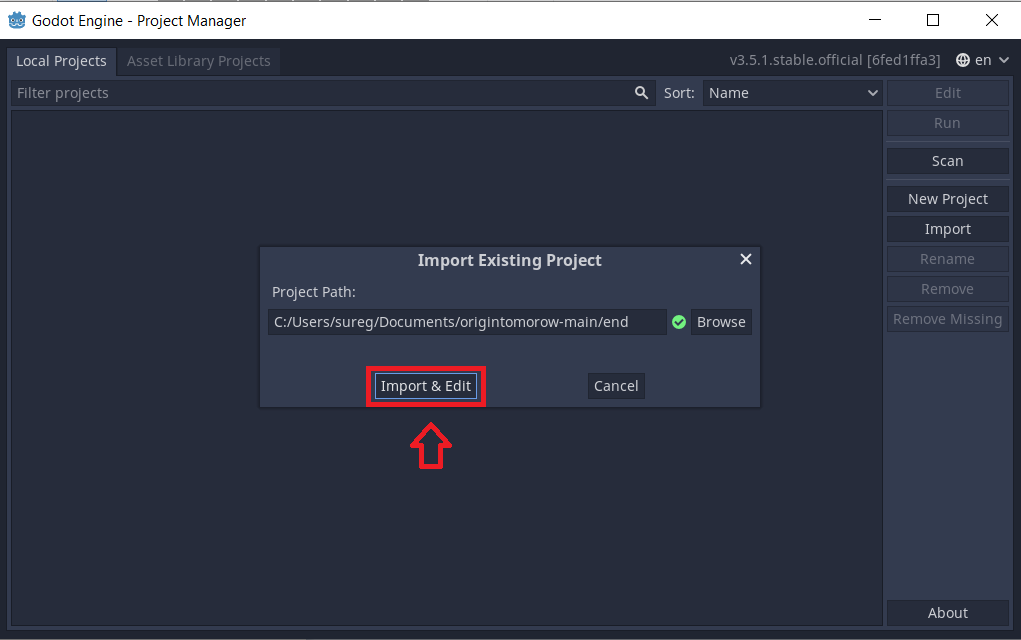 Godot Engine - Project Manager
Local Projects Asset Library Projects v3.5.1.stable.official [6fed1ffa3] en
Filter projects Sort: Name Edit
Run
Scan
New Project
Import
Rename
Remove
Remove Missing
Import Existing Project
Project Path:
C:/Users/sureg/Documents/origintomorow-main/end Browse
Import & Edit Cancel
About